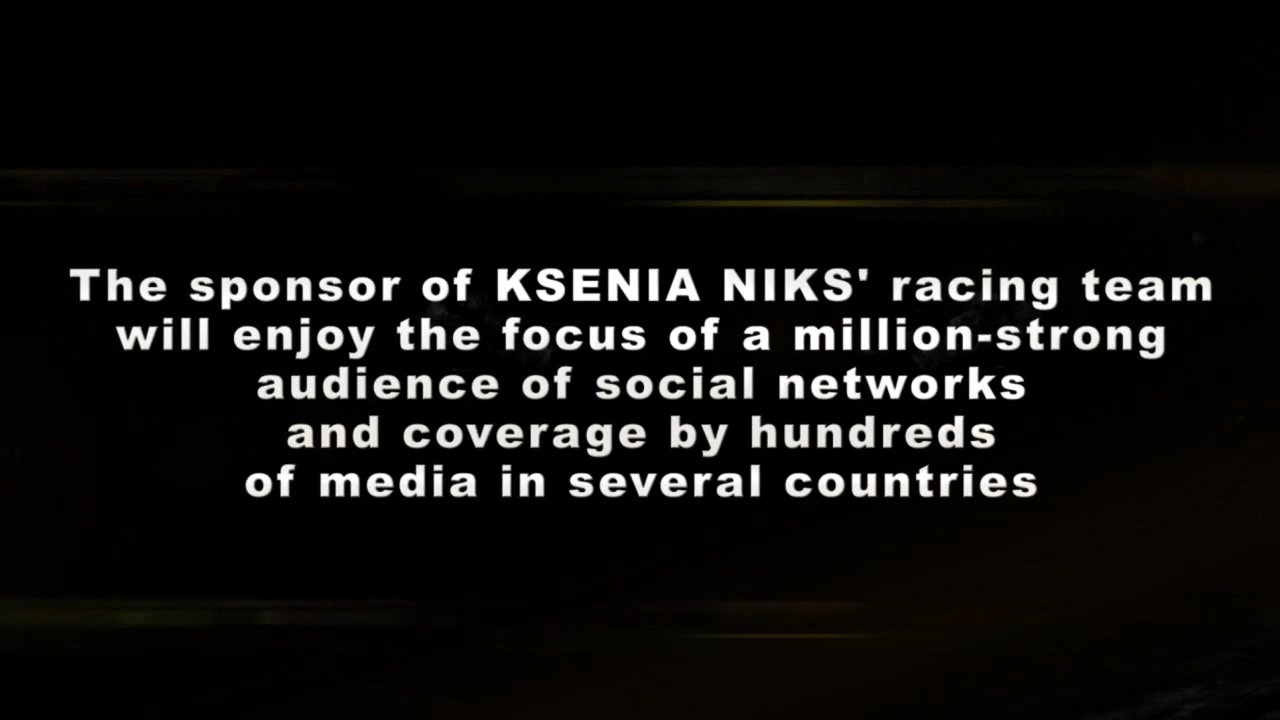 The sponsor of KSENIA NIKS' racing team
will enjoy the focus of a million-strong
audience of social networks
and coverage by hundreds
of media in several countries